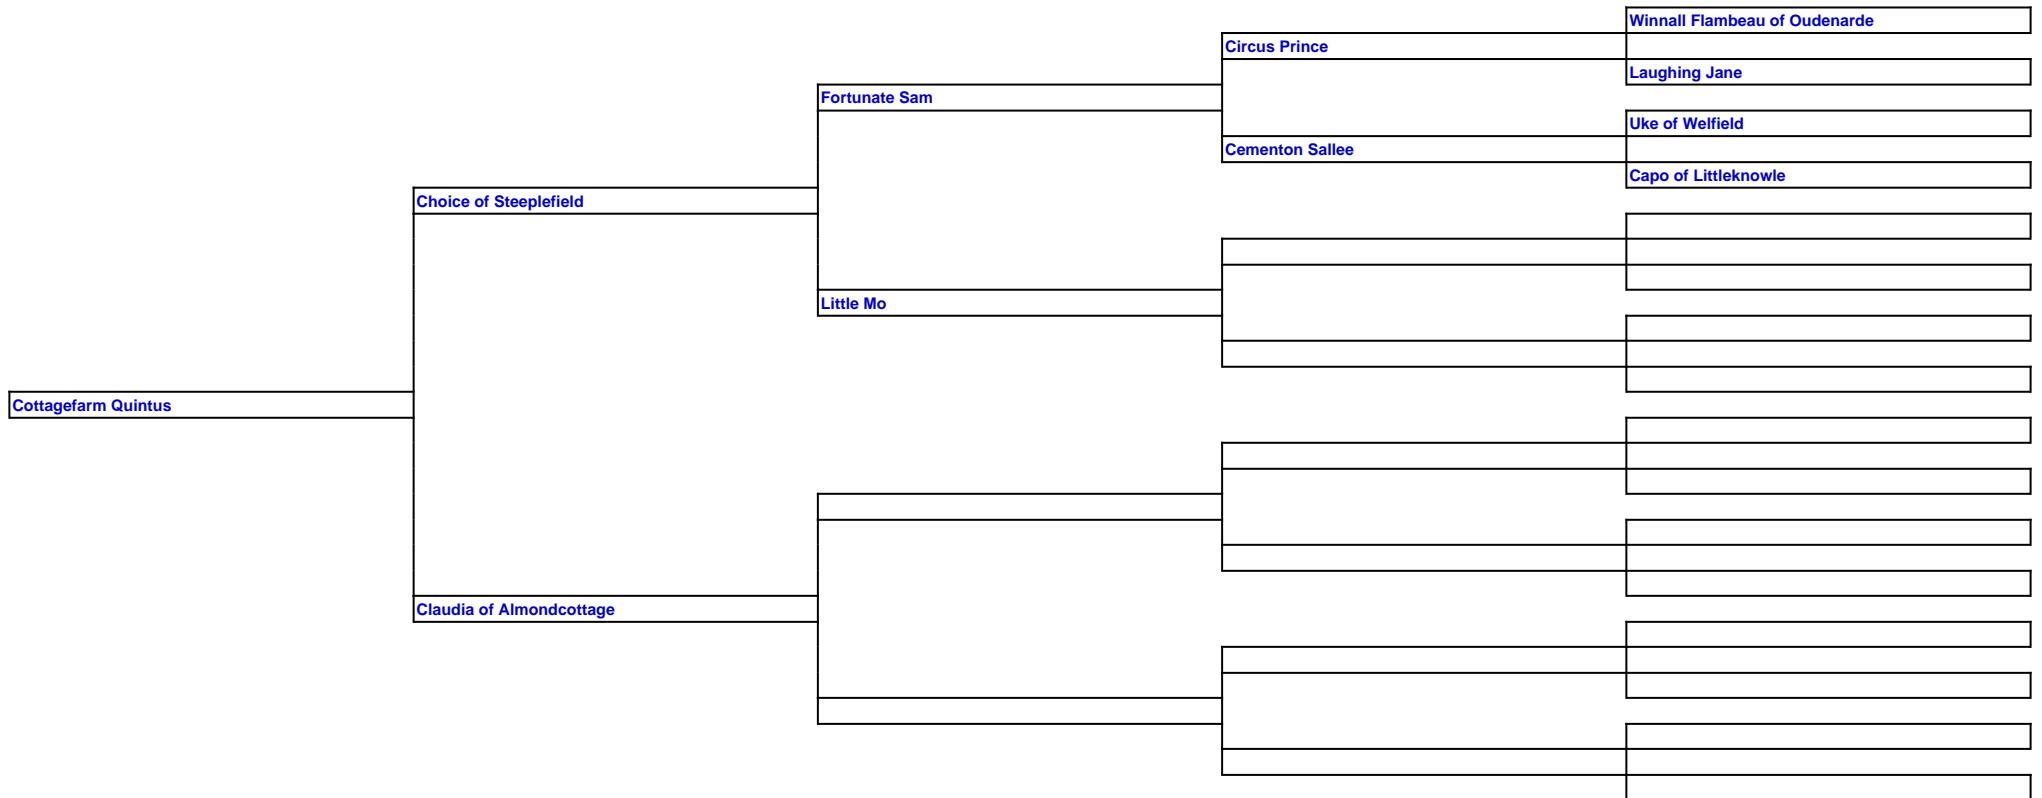 Winnall Flambeau of Oudenarde
Circus Prince
Laughing Jane
Fortunate Sam
Uke of Welfield
Cementon Sallee
Capo of Littleknowle
Choice of Steeplefield
Little Mo
Cottagefarm Quintus
Claudia of Almondcottage